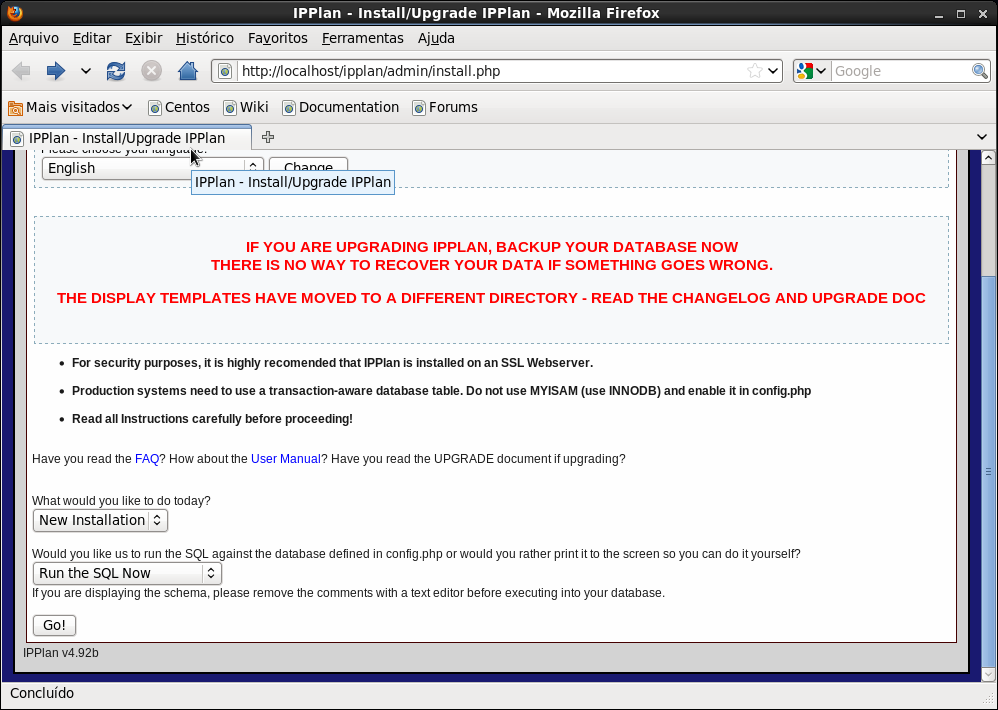 IPPlan - Install/Upgrade IPPlan - Mozilla Firefox
Arquivo Editar Exibir Histórico Favoritos Ferramentas Ajuda
http://localhost/ipplan/admin/install.php Google
Mais visitados Centos Wiki Documentation Forums
IPPlan - Install/Upgrade IPPlan
Please choose your language:
English Change
IPPlan - Install/Upgrade IPPlan
IF YOU ARE UPGRADING IPPLAN, BACKUP YOUR DATABASE NOW
THERE IS NO WAY TO RECOVER YOUR DATA IF SOMETHING GOES WRONG.
THE DISPLAY TEMPLATES HAVE MOVED TO A DIFFERENT DIRECTORY - READ THE CHANGELOG AND UPGRADE DOC
• For security purposes, it is highly recomended that IPPlan is installed on an SSL Webserver.
• Production systems need to use a transaction-aware database table. Do not use MYISAM (use INNODB) and enable it in config.php
• Read all Instructions carefully before proceeding!
Have you read the FAQ? How about the User Manual? Have you read the UPGRADE document if upgrading?
What would you like to do today?
New Installation
Would you like us to run the SQL against the database defined in config.php or would you rather print it to the screen so you can do it yourself?
Run the SQL Now
If you are displaying the schema, please remove the comments with a text editor before executing into your database.
Go!
IPPlan v4.92b
Concluído